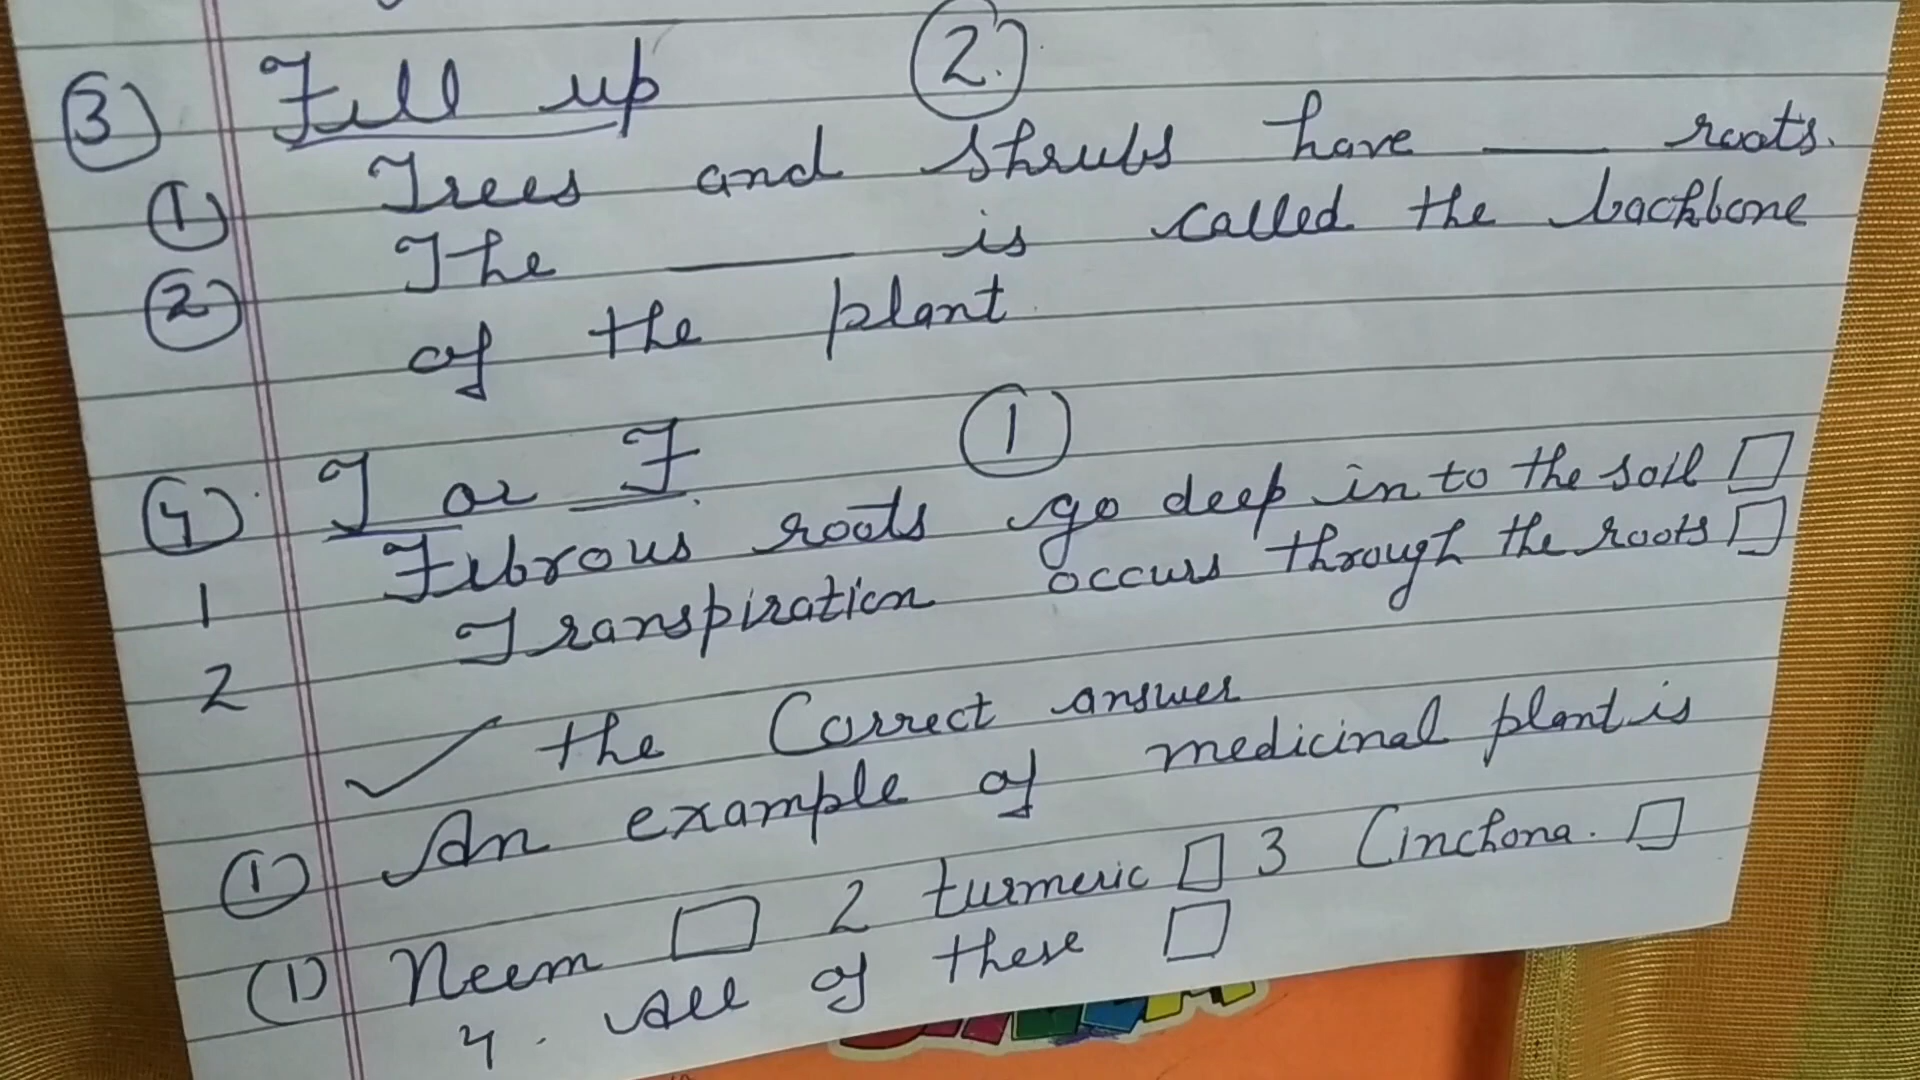 3 Fill up 2.
1 Trees and Shrubs have ___ roots.
2 The ___ is called the backbone
of the plant
4 T or F 1
1 Fibrous roots go deep in to the soil
2 Transpiration occurs through the roots
✓ the Correct answer
1 An example of medicinal plant is
(1) Neem 2 turmeric 3 Cinchona.
4. All of these